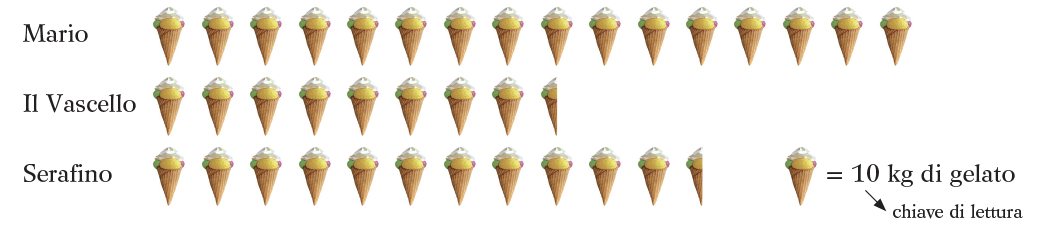 Mario
Il Vascello
Serafino
= 10 kg di gelato
chiave di lettura